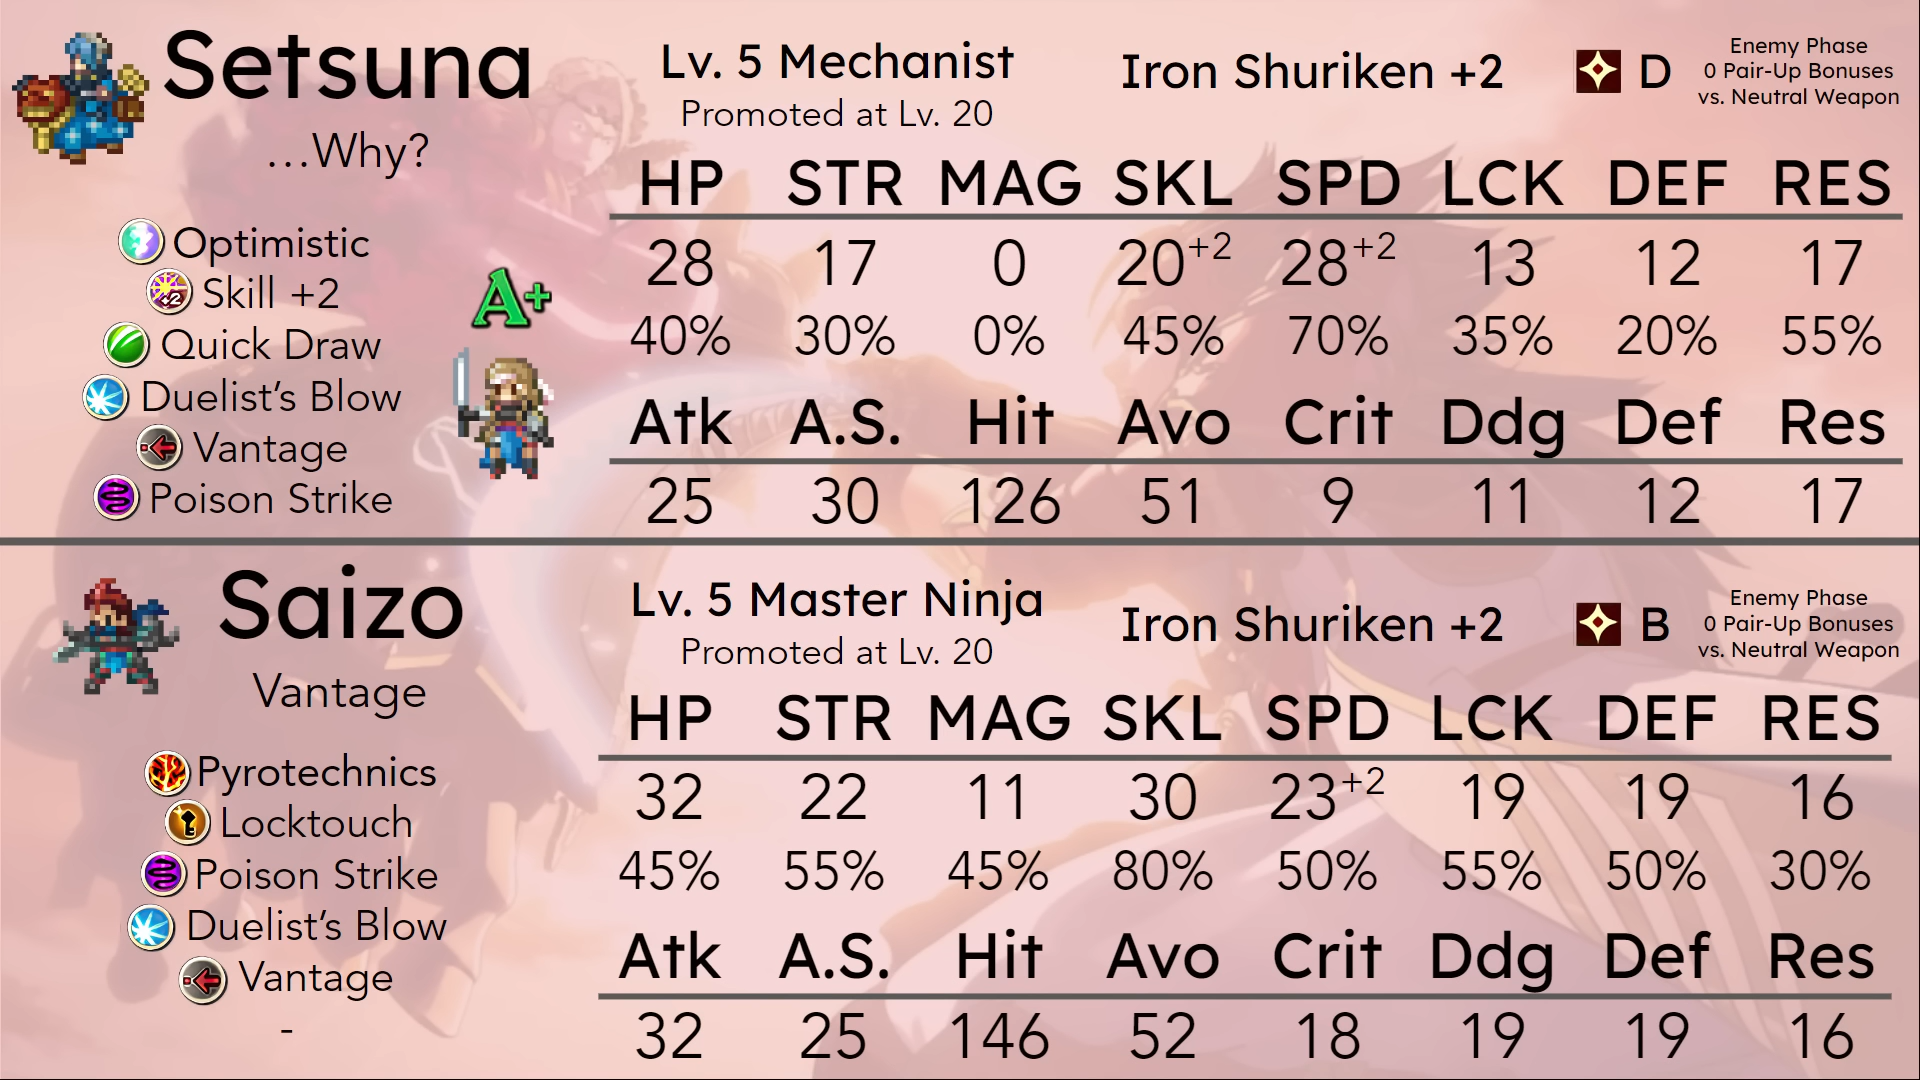 Setsuna
...Why?
Lv. 5 Mechanist
Promoted at Lv. 20
Iron Shuriken +2
D
Enemy Phase
0 Pair-Up Bonuses
vs. Neutral Weapon
Optimistic
+2 Skill +2
Quick Draw
Duelist's Blow
Vantage
Poison Strike
A+
HP STR MAG SKL SPD LCK DEF RES
28 17 0 20+2 28+2 13 12 17
40% 30% 0% 45% 70% 35% 20% 55%
Atk A.S. Hit Avo Crit Ddg Def Res
25 30 126 51 9 11 12 17
Saizo
Vantage
Lv. 5 Master Ninja
Promoted at Lv. 20
Iron Shuriken +2
B
Enemy Phase
0 Pair-Up Bonuses
vs. Neutral Weapon
Pyrotechnics
Locktouch
Poison Strike
Duelist's Blow
Vantage
-
HP STR MAG SKL SPD LCK DEF RES
32 22 11 30 23+2 19 19 16
45% 55% 45% 80% 50% 55% 50% 30%
Atk A.S. Hit Avo Crit Ddg Def Res
32 25 146 52 18 19 19 16